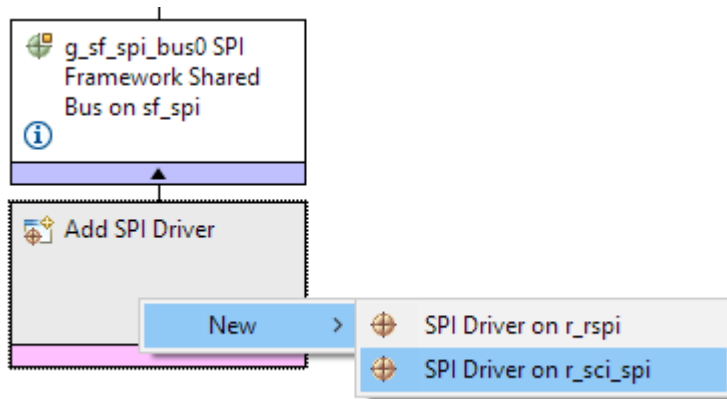 g_sf_spi_bus0 SPI
Framework Shared
Bus on sf_spi
Add SPI Driver
New
SPI Driver on r_rspi
SPI Driver on r_sci_spi